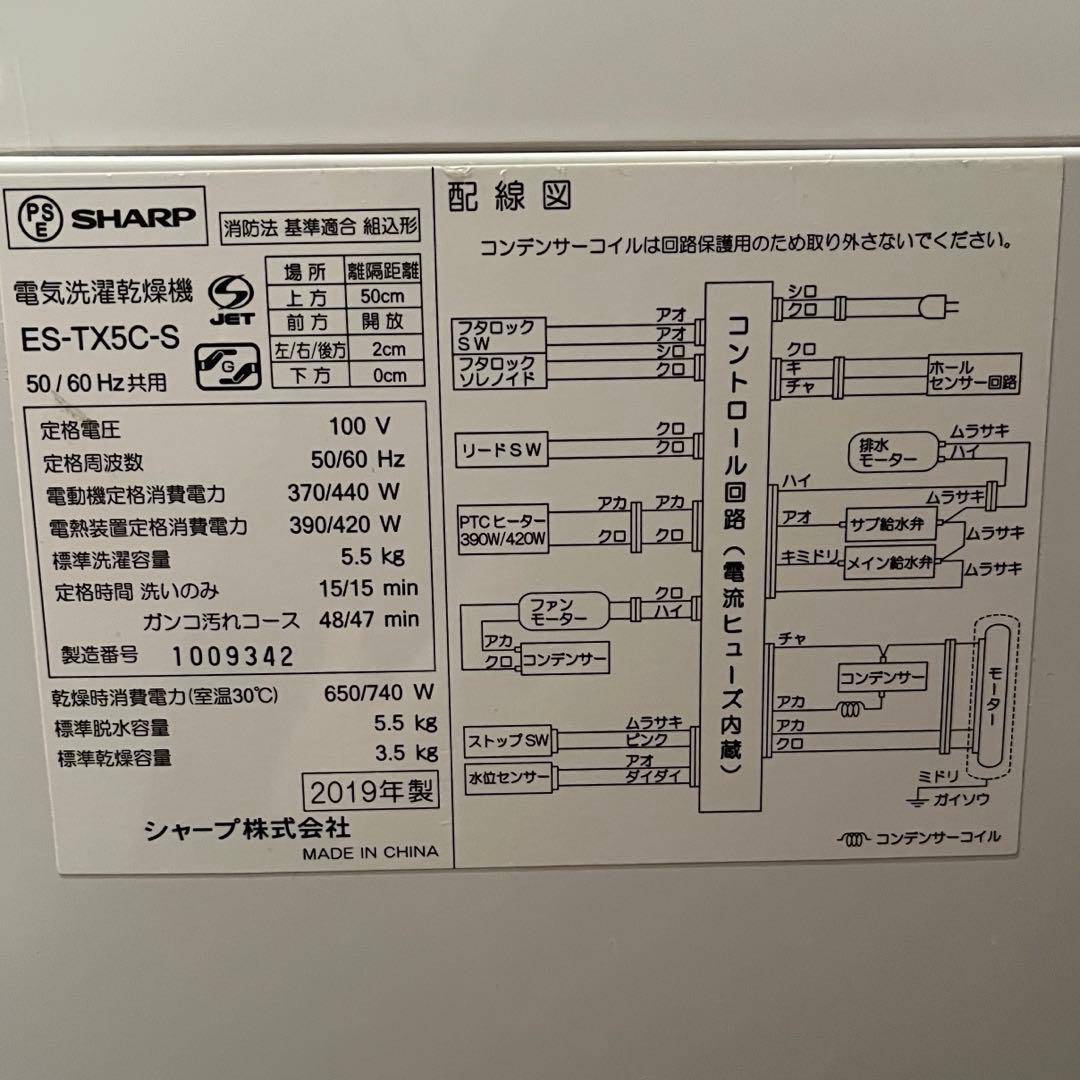 PSE SHARP
消防法 基準適合 組込形
電気洗濯乾燥機
ES-TX5C-S
50/60Hz共用
JET
G
場所 離隔距離
上方 50cm
前方 開放
左/右/後方 2cm
下方 0cm
定格電圧 100 V
定格周波数 50/60 Hz
電動機定格消費電力 370/440 W
電熱装置定格消費電力 390/420 W
標準洗濯容量 5.5 kg
定格時間 洗いのみ 15/15 min
ガンコ汚れコース 48/47 min
製造番号 1009342
乾燥時消費電力(室温30℃) 650/740 W
標準脱水容量 5.5 kg
標準乾燥容量 3.5 kg
2019年製
シャープ株式会社
MADE IN CHINA
配線図
コンデンサーコイルは回路保護用のため取り外さないでください。
フタロック
SW
フタロック
ソレノイド
アオ
アオ
シロ
クロ
リードSW
クロ
クロ
PTCヒーター
390W/420W
アカ アカ
クロ クロ
ファン
モーター
クロ
ハイ
アカ
クロ
コンデンサー
ストップSW
ムラサキ
ピンク
水位センサー
アオ
ダイダイ
コントロール回路(電流ヒューズ内蔵)
シロ
クロ
クロ
キ
チャ
ホール
センサー回路
排水
モーター
ムラサキ
ハイ
ハイ
ムラサキ
アオ
サブ給水弁
ムラサキ
キミドリ
メイン給水弁
ムラサキ
チャ
コンデンサー
アカ
アカ
クロ
モーター
ミドリ
ガイソウ
コンデンサーコイル